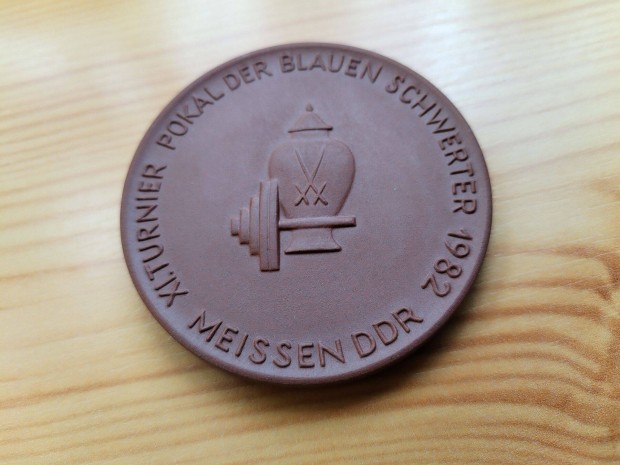 XI. TURNIER POKAL DER BLAUEN SCHWERTER 1982
MEISSEN DDR